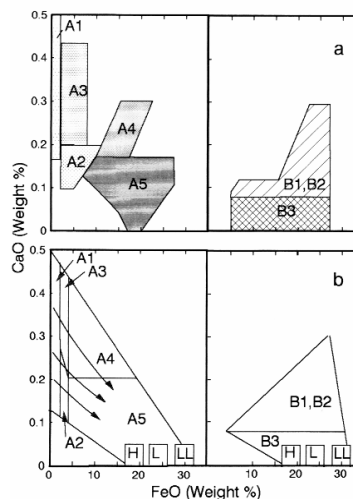 A1
0.5
a
A3
0.4
0.3
A4
0.2
A2
A5
B1,B2
0.1
B3
0
CaO (Weight %)
0.5
A1
A3
b
0.4
0.3
A4
0.2
B1,B2
A5
0.1
B3
A2
H L LL
H L LL
0
0 10 20 30
10 20 30
FeO (Weight %)